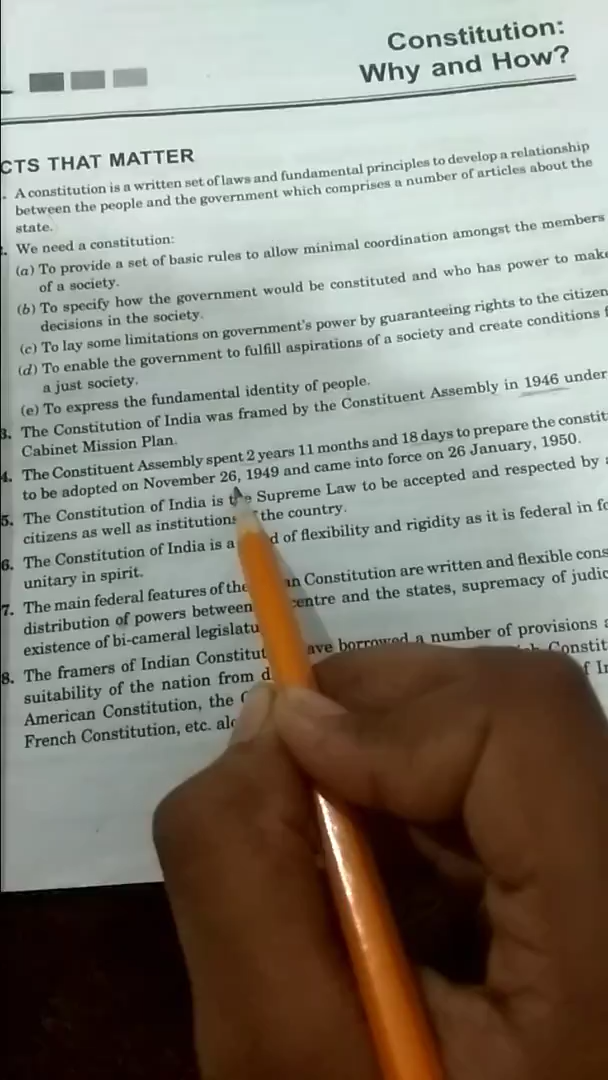 Constitution:
Why and How?
CTS THAT MATTER
A constitution is a written set of laws and fundamental principles to develop a relationship
between the people and the government which comprises a number of articles about the
state.
We need a constitution:
(a) To provide a set of basic rules to allow minimal coordination amongst the members
of a society.
(b) To specify how the government would be constituted and who has power to make
decisions in the society.
(c) To lay some limitations on government's power by guaranteeing rights to the citizen
(d) To enable the government to fulfill aspirations of a society and create conditions f
a just society.
(e) To express the fundamental identity of people.
3. The Constitution of India was framed by the Constituent Assembly in 1946 under
Cabinet Mission Plan.
4. The Constituent Assembly spent 2 years 11 months and 18 days to prepare the constit
to be adopted on November 26, 1949 and came into force on 26 January, 1950.
5. The Constitution of India is the Supreme Law to be accepted and respected by
citizens as well as institutions the country.
6. The Constitution of India is a d of flexibility and rigidity as it is federal in fo
unitary in spirit.
7. The main federal features of the an Constitution are written and flexible cons
distribution of powers between centre and the states, supremacy of judic
existence of bi-cameral legislatu
8. The framers of Indian Constitut ave borrowed a number of provisions
suitability of the nation from d Constit
American Constitution, the f Ir
French Constitution, etc. alo